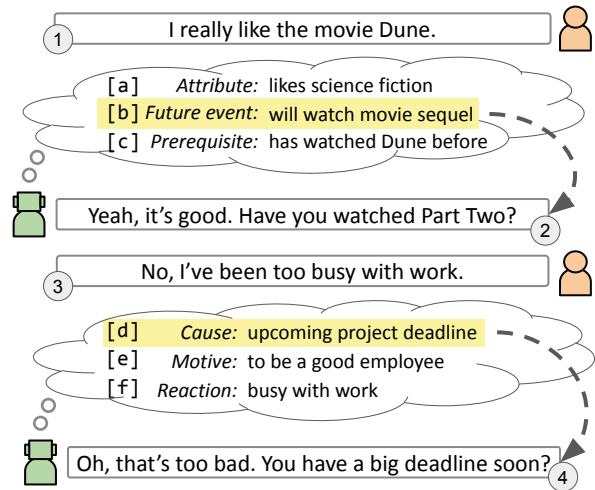 1 I really like the movie Dune.
[a] Attribute: likes science fiction
[b] Future event: will watch movie sequel
[c] Prerequisite: has watched Dune before
Yeah, it's good. Have you watched Part Two? 2
3 No, I've been too busy with work.
[d] Cause: upcoming project deadline
[e] Motive: to be a good employee
[f] Reaction: busy with work
Oh, that's too bad. You have a big deadline soon? 4